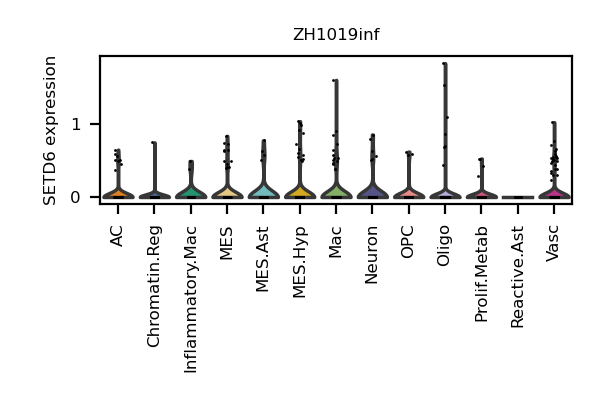 ZH1019inf
SETD6 expression
1
0
AC
Chromatin.Reg
Inflammatory.Mac
MES
MES.Ast
MES.Hyp
Mac
Neuron
OPC
Oligo
Prolif.Metab
Reactive.Ast
Vasc